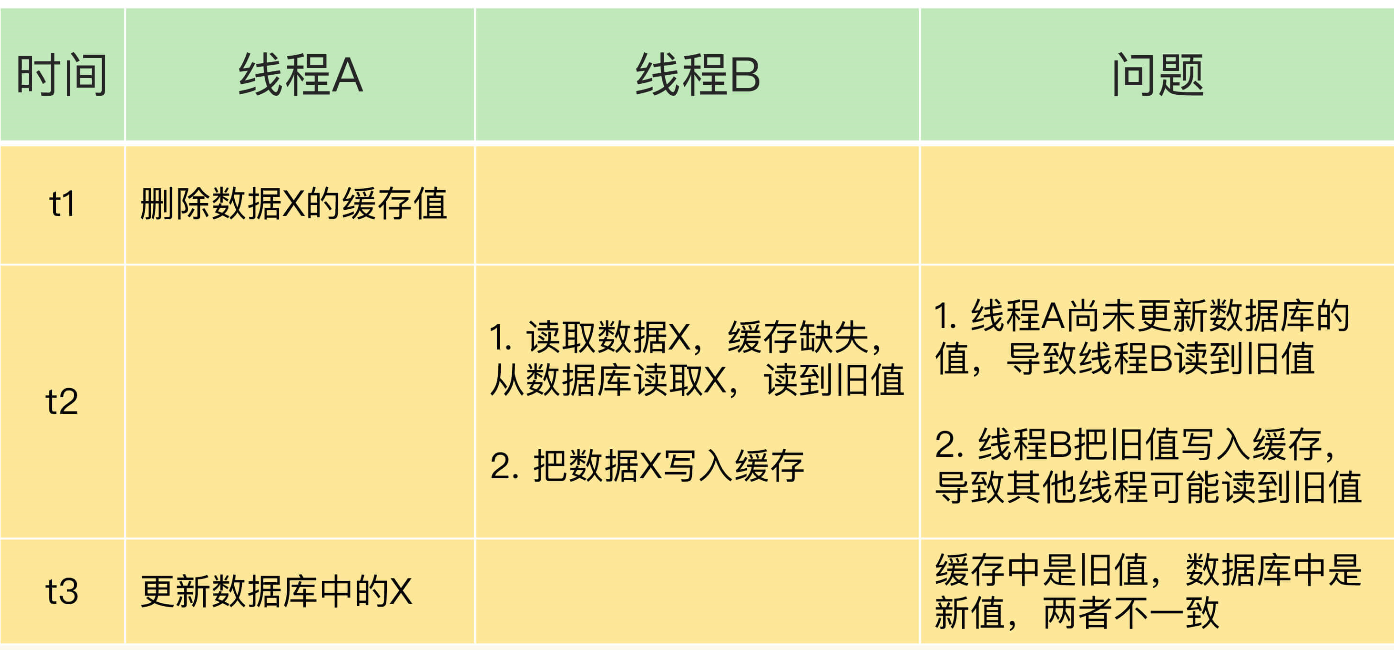 时间 线程A 线程B 问题
t1 删除数据X的缓存值
t2
1. 读取数据X，缓存缺失，
从数据库读取X，读到旧值
2. 把数据X写入缓存
1. 线程A尚未更新数据库的
值，导致线程B读到旧值
2. 线程B把旧值写入缓存，
导致其他线程可能读到旧值
t3 更新数据库中的X
缓存中是旧值，数据库中是
新值，两者不一致